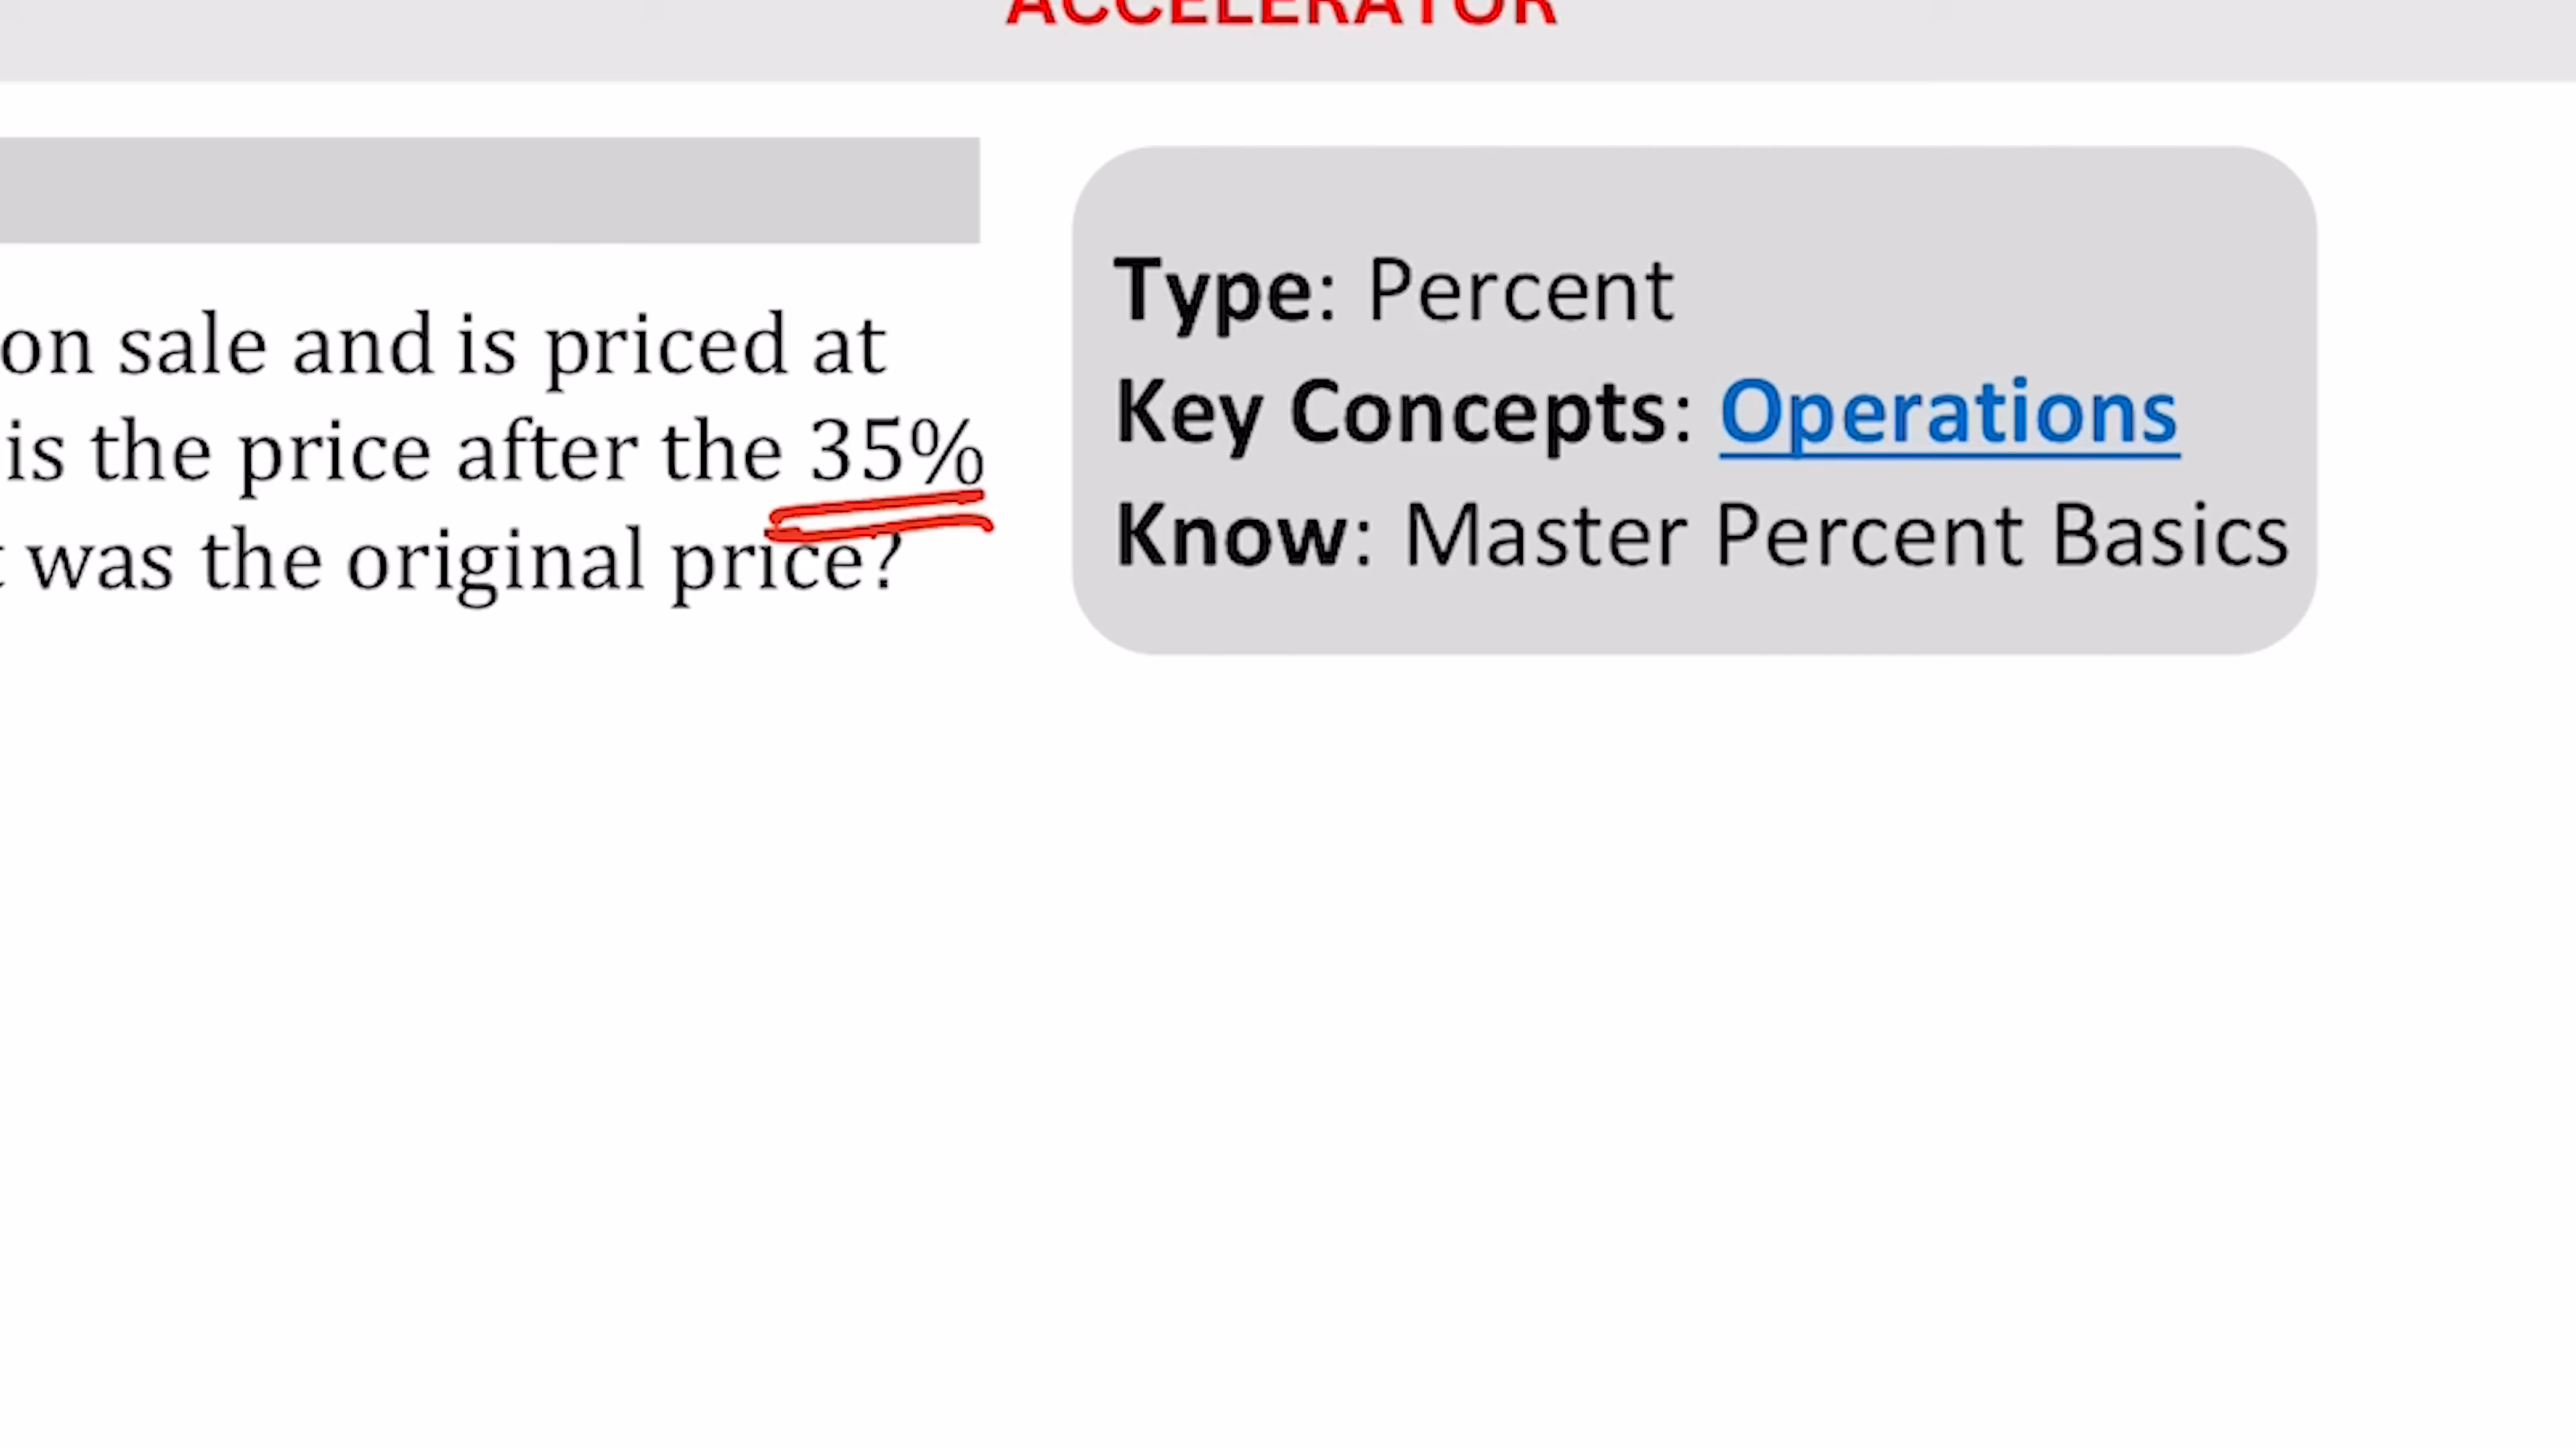 ACCELERATOR
on sale and is priced at
is the price after the 35%
was the original price?
Type: Percent
Key Concepts: Operations
Know: Master Percent Basics